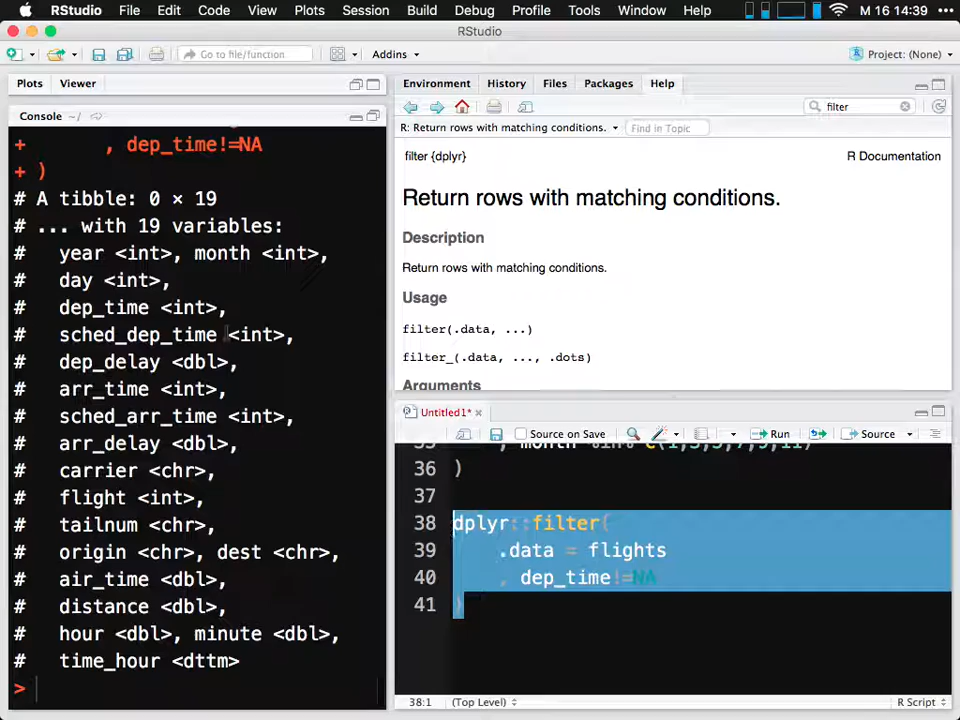 RStudio File Edit Code View Plots Session Build Debug Profile Tools Window Help M 16 14:39
RStudio
Go to file/function Addins Project: (None)
Plots Viewer
Console ~/
+ , dep_time!=NA
+ )
# A tibble: 0 × 19
# ... with 19 variables:
# year <int>, month <int>,
# day <int>,
# dep_time <int>,
# sched_dep_time <int>,
# dep_delay <dbl>,
# arr_time <int>,
# sched_arr_time <int>,
# arr_delay <dbl>,
# carrier <chr>,
# flight <int>,
# tailnum <chr>,
# origin <chr>, dest <chr>,
# air_time <dbl>,
# distance <dbl>,
# hour <dbl>, minute <dbl>,
# time_hour <dttm>
>
Environment History Files Packages Help
filter
R: Return rows with matching conditions. Find in Topic
filter {dplyr} R Documentation
Return rows with matching conditions.
Description
Return rows with matching conditions.
Usage
filter(.data, ...)
filter_(.data, ..., .dots)
Arguments
Untitled1*
Source on Save Run Source
36 )
37
38 dplyr::filter(
39 .data = flights
40 , dep_time!=NA
41 )
38:1 (Top Level) R Script